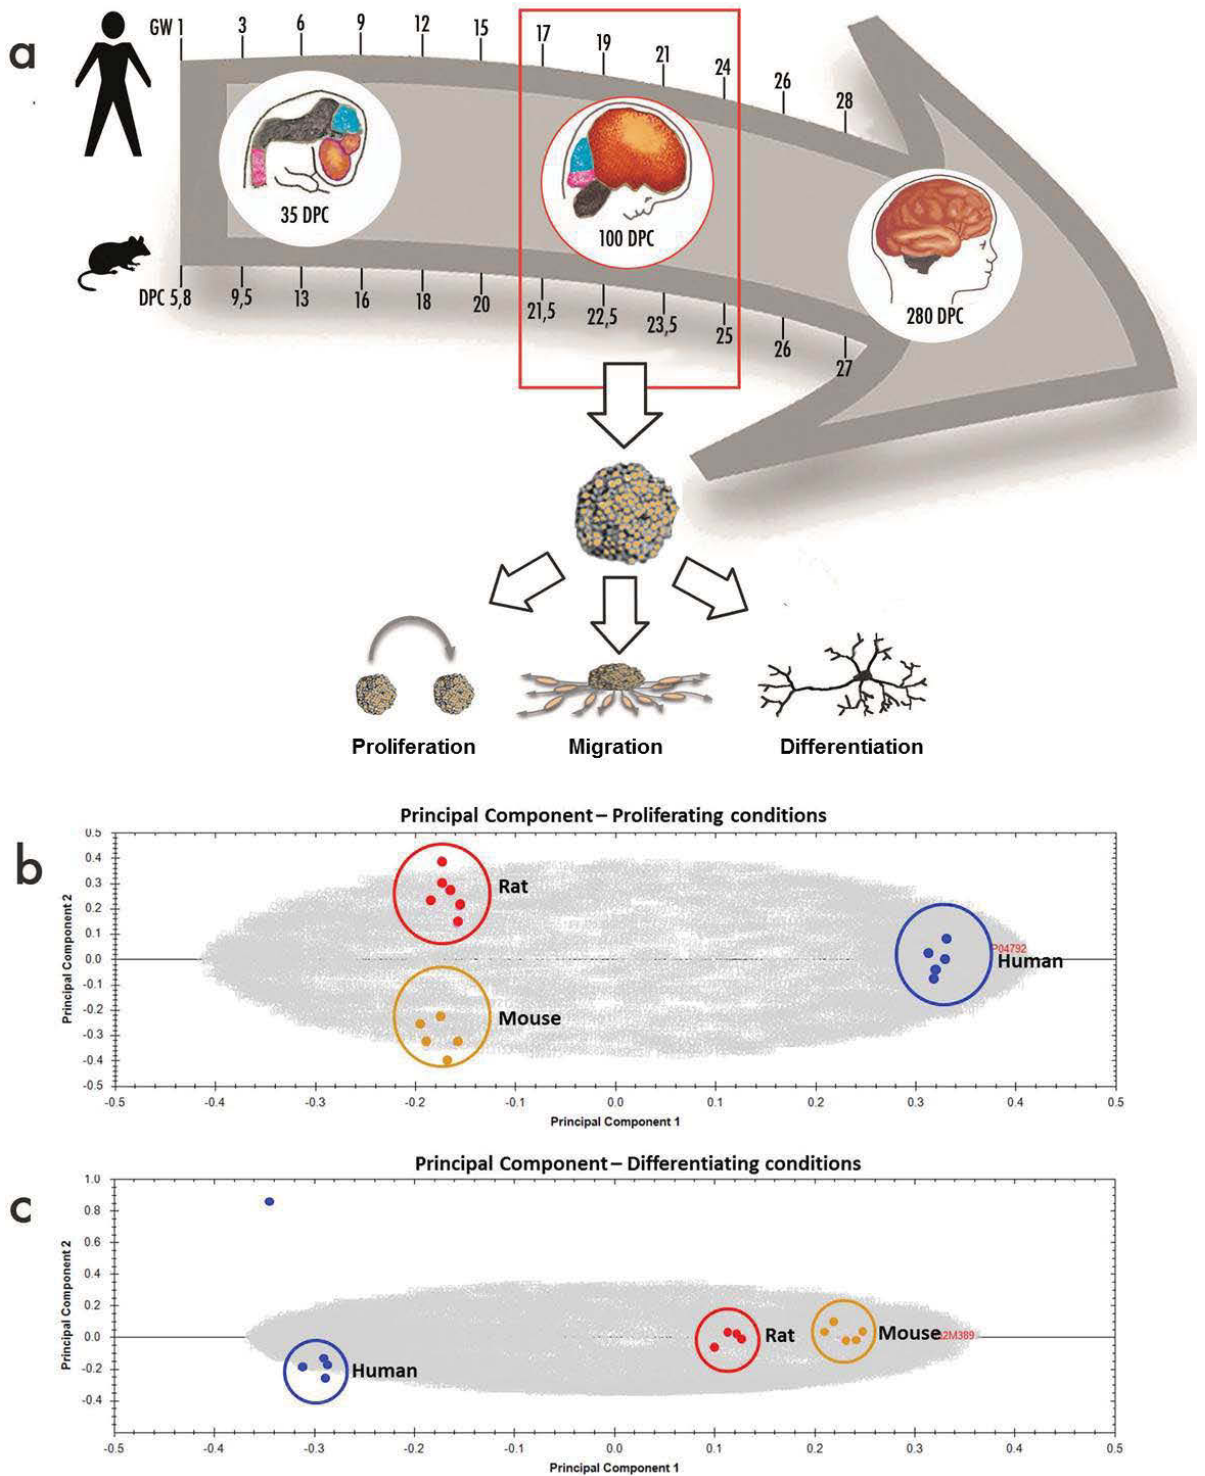 a
GW 1 3 6 9 12 15 17 19 21 24 26 28
35 DPC
100 DPC
280 DPC
DPC 5,8 9,5 13 16 18 20 21,5 22,5 23,5 25 26 27
Proliferation Migration Differentiation
b
Principal Component – Proliferating conditions
Principal Component 2
0.5
0.4
0.3
0.2
0.1
0.0
-0.1
-0.2
-0.3
-0.4
-0.5
Rat
P04792
Human
Mouse
-0.5 -0.4 -0.3 -0.2 -0.1 0.0 0.1 0.2 0.3 0.4 0.5
Principal Component 1
c
Principal Component – Differentiating conditions
Principal Component 2
1.0
0.8
0.6
0.4
0.2
0.0
-0.2
-0.4
Rat
Mouse
Human
-0.5 -0.4 -0.3 -0.2 -0.1 0.0 0.1 0.2 0.3 0.4 0.5
Principal Component 1